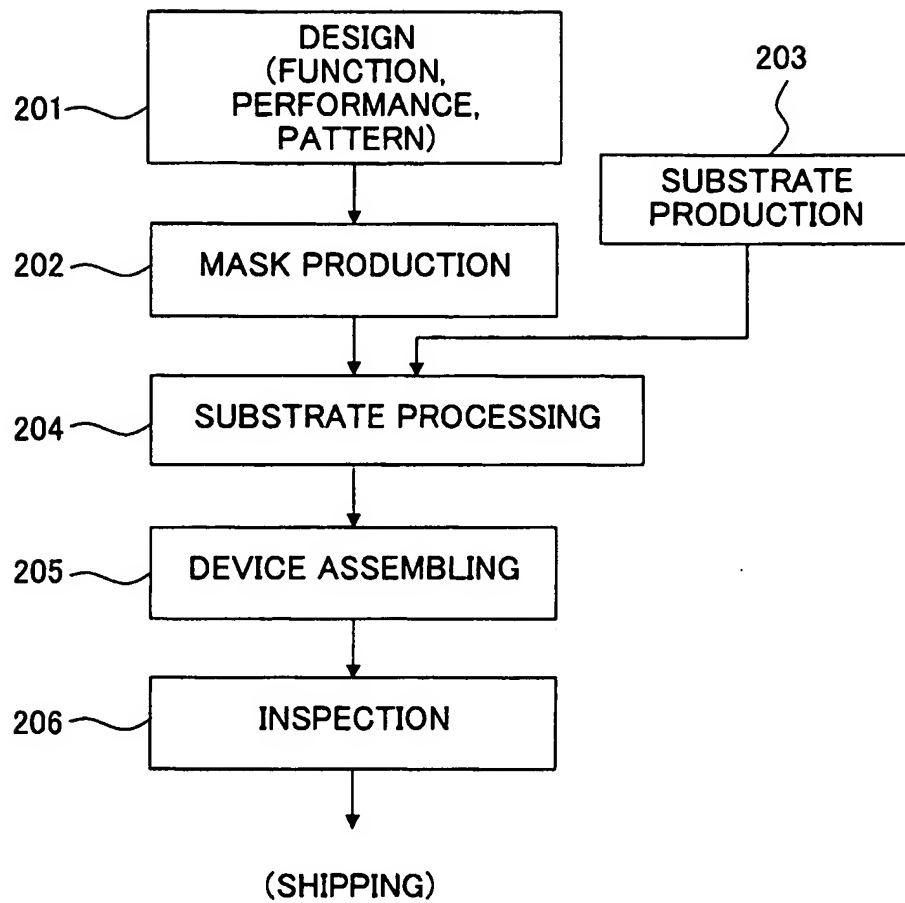 DESIGN
(FUNCTION,
PERFORMANCE,
PATTERN)
201
203
SUBSTRATE
PRODUCTION
202
MASK PRODUCTION
204
SUBSTRATE PROCESSING
205
DEVICE ASSEMBLING
206
INSPECTION
(SHIPPING)